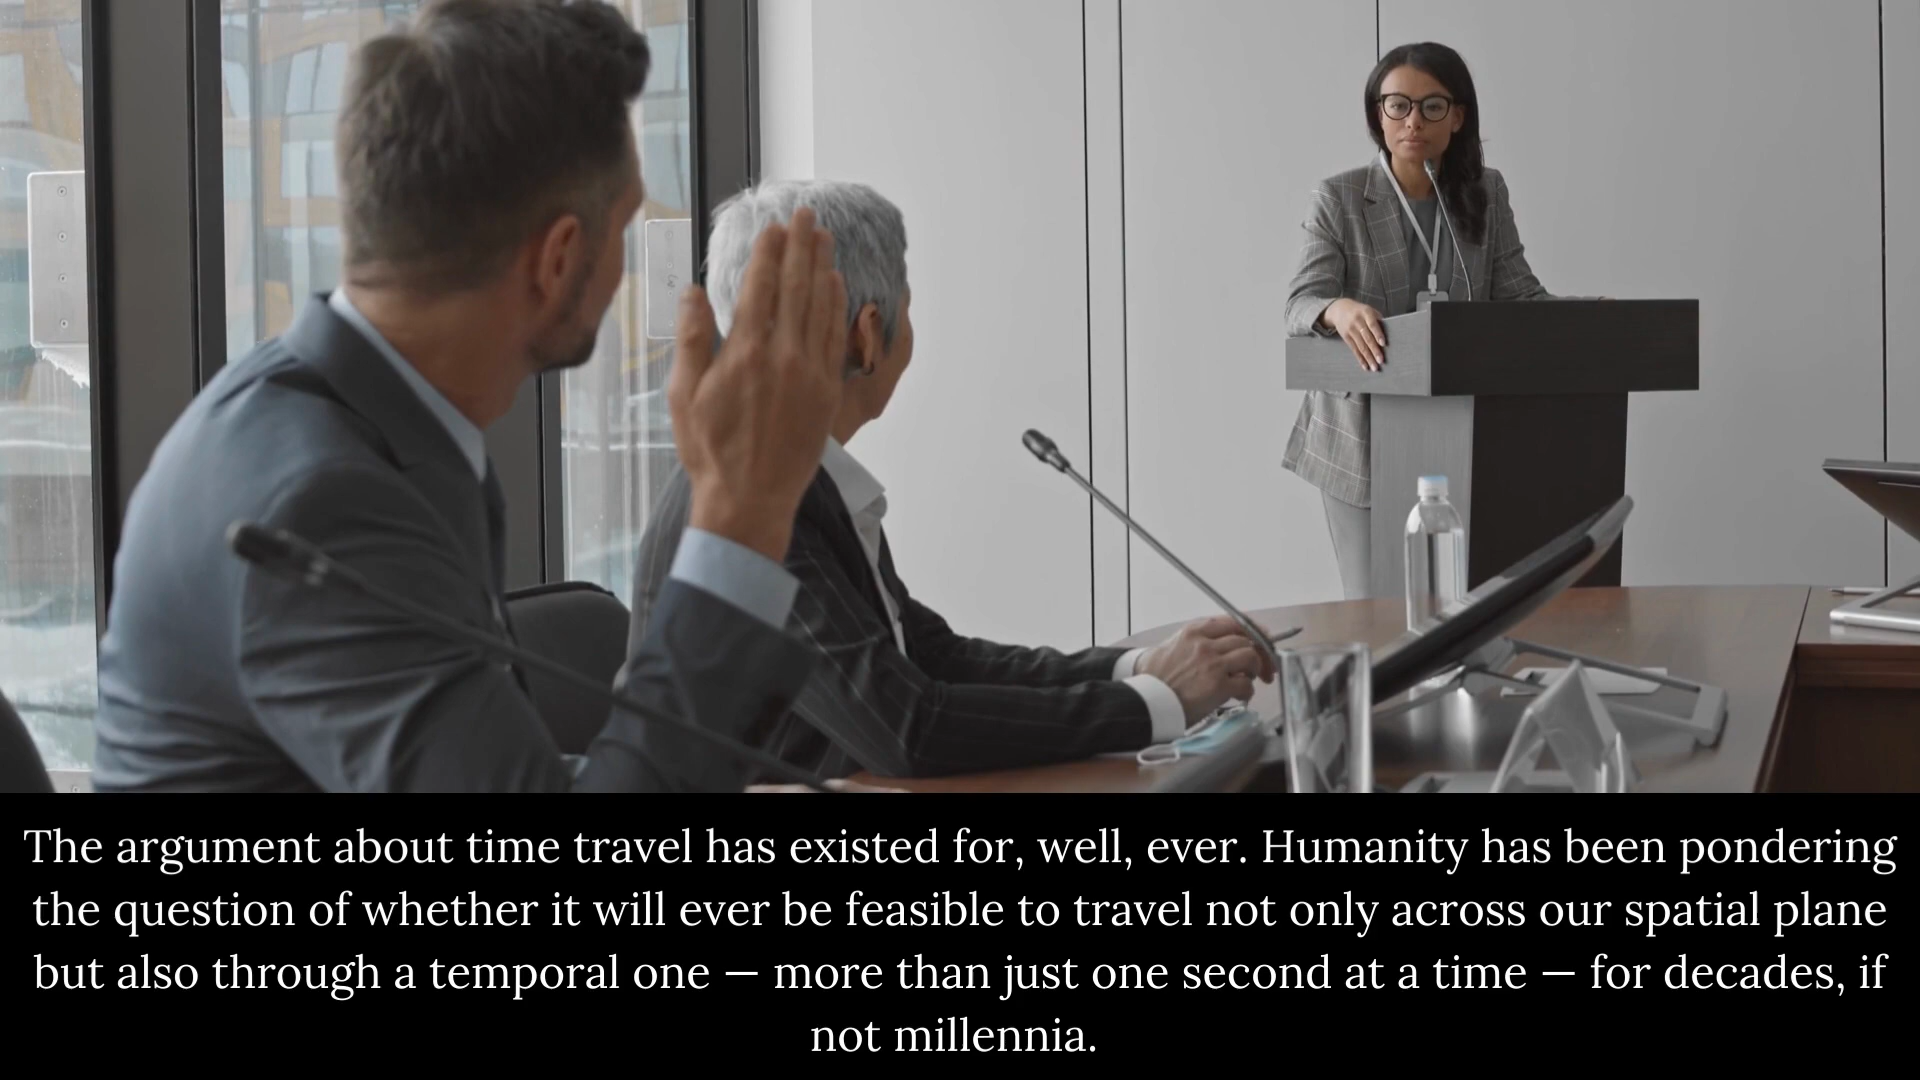 The argument about time travel has existed for, well, ever. Humanity has been pondering
the question of whether it will ever be feasible to travel not only across our spatial plane
but also through a temporal one — more than just one second at a time — for decades, if
not millennia.